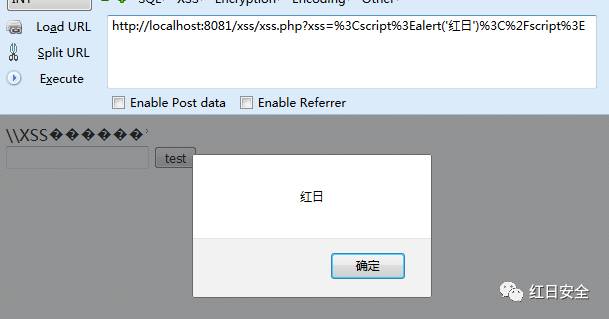 SQL XSS Encryption Encoding Other
Load URL
http://localhost:8081/xss/xss.php?xss=%3Cscript%3Ealert('红日')%3C%2Fscript%3E
Split URL
Execute
Enable Post data Enable Referrer
\\XSS������'
test
红日
确定
红日安全